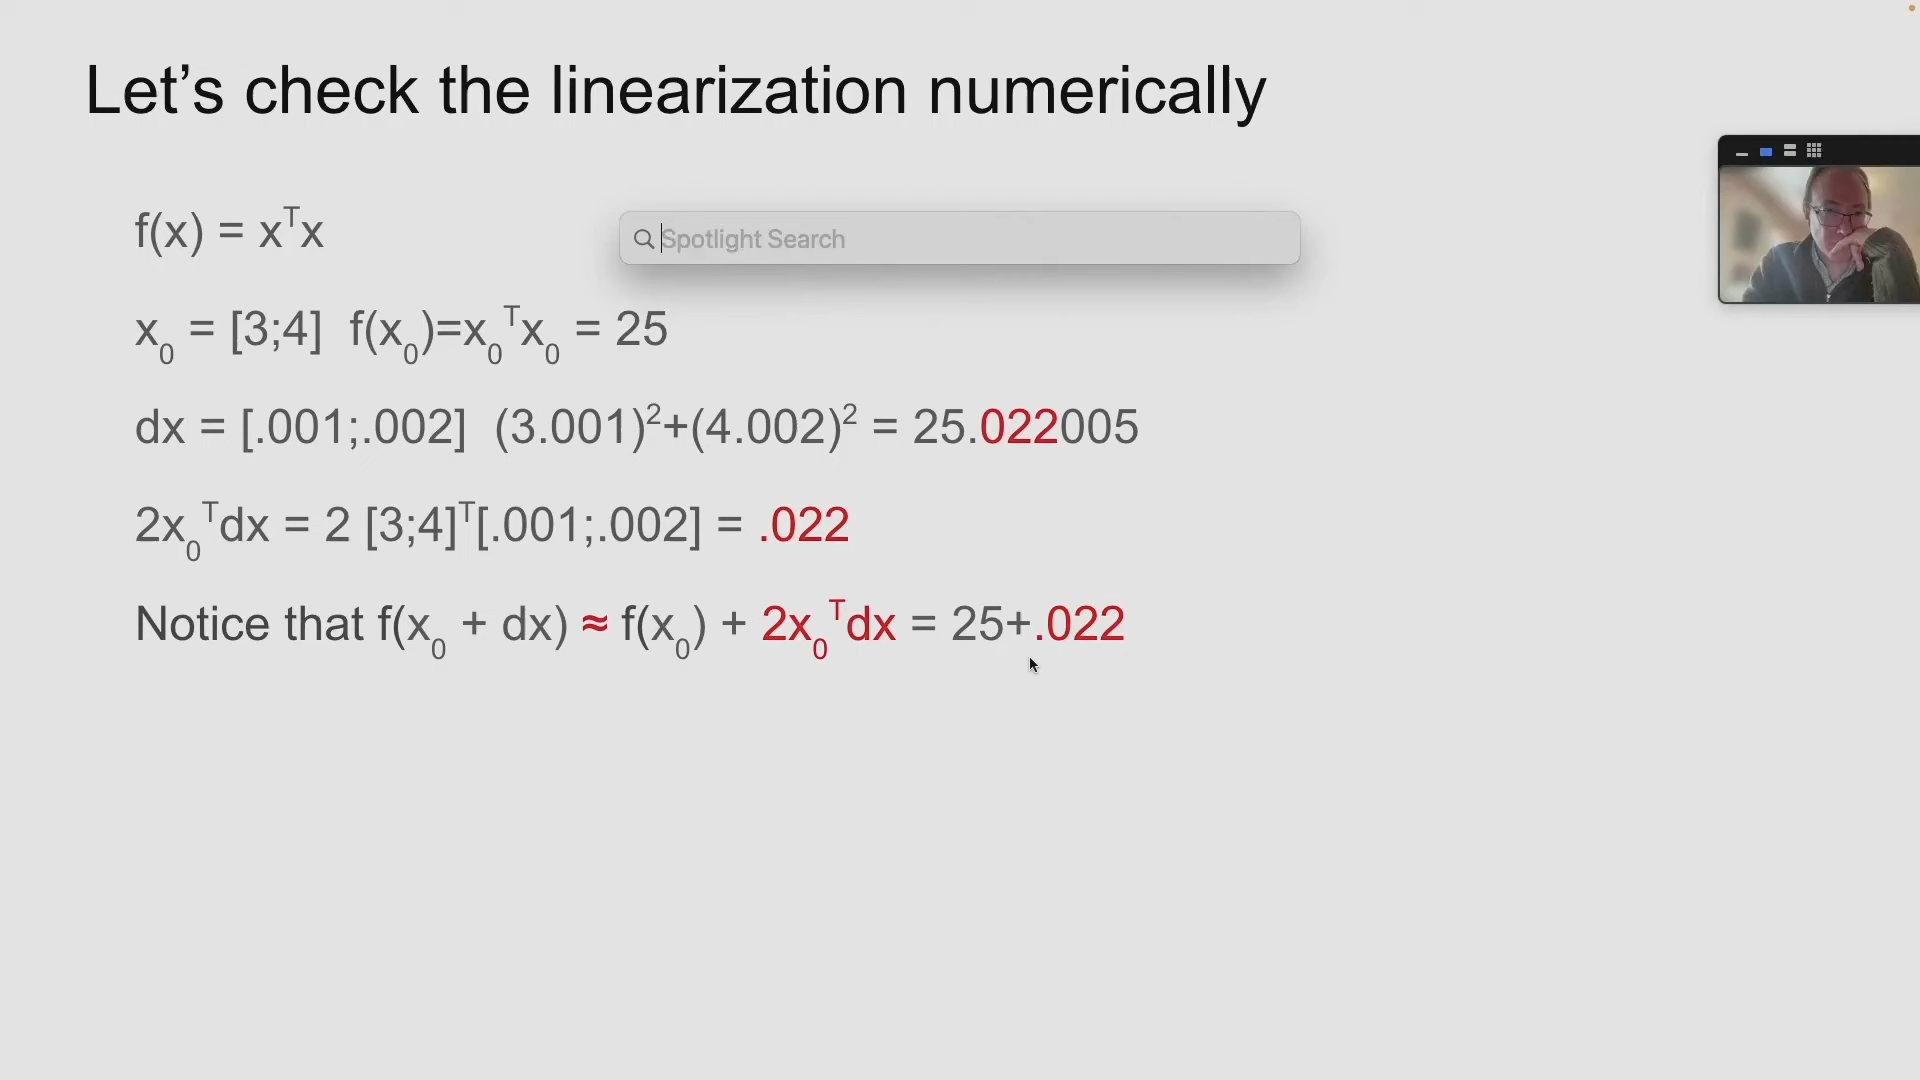 Let’s check the linearization numerically
f(x) = xᵀx
Spotlight Search
x₀ = [3;4]  f(x₀)=x₀ᵀx₀ = 25
dx = [.001;.002]  (3.001)²+(4.002)² = 25.022005
2x₀ᵀdx = 2 [3;4]ᵀ[.001;.002] = .022
Notice that f(x₀ + dx) ≈ f(x₀) + 2x₀ᵀdx = 25+.022